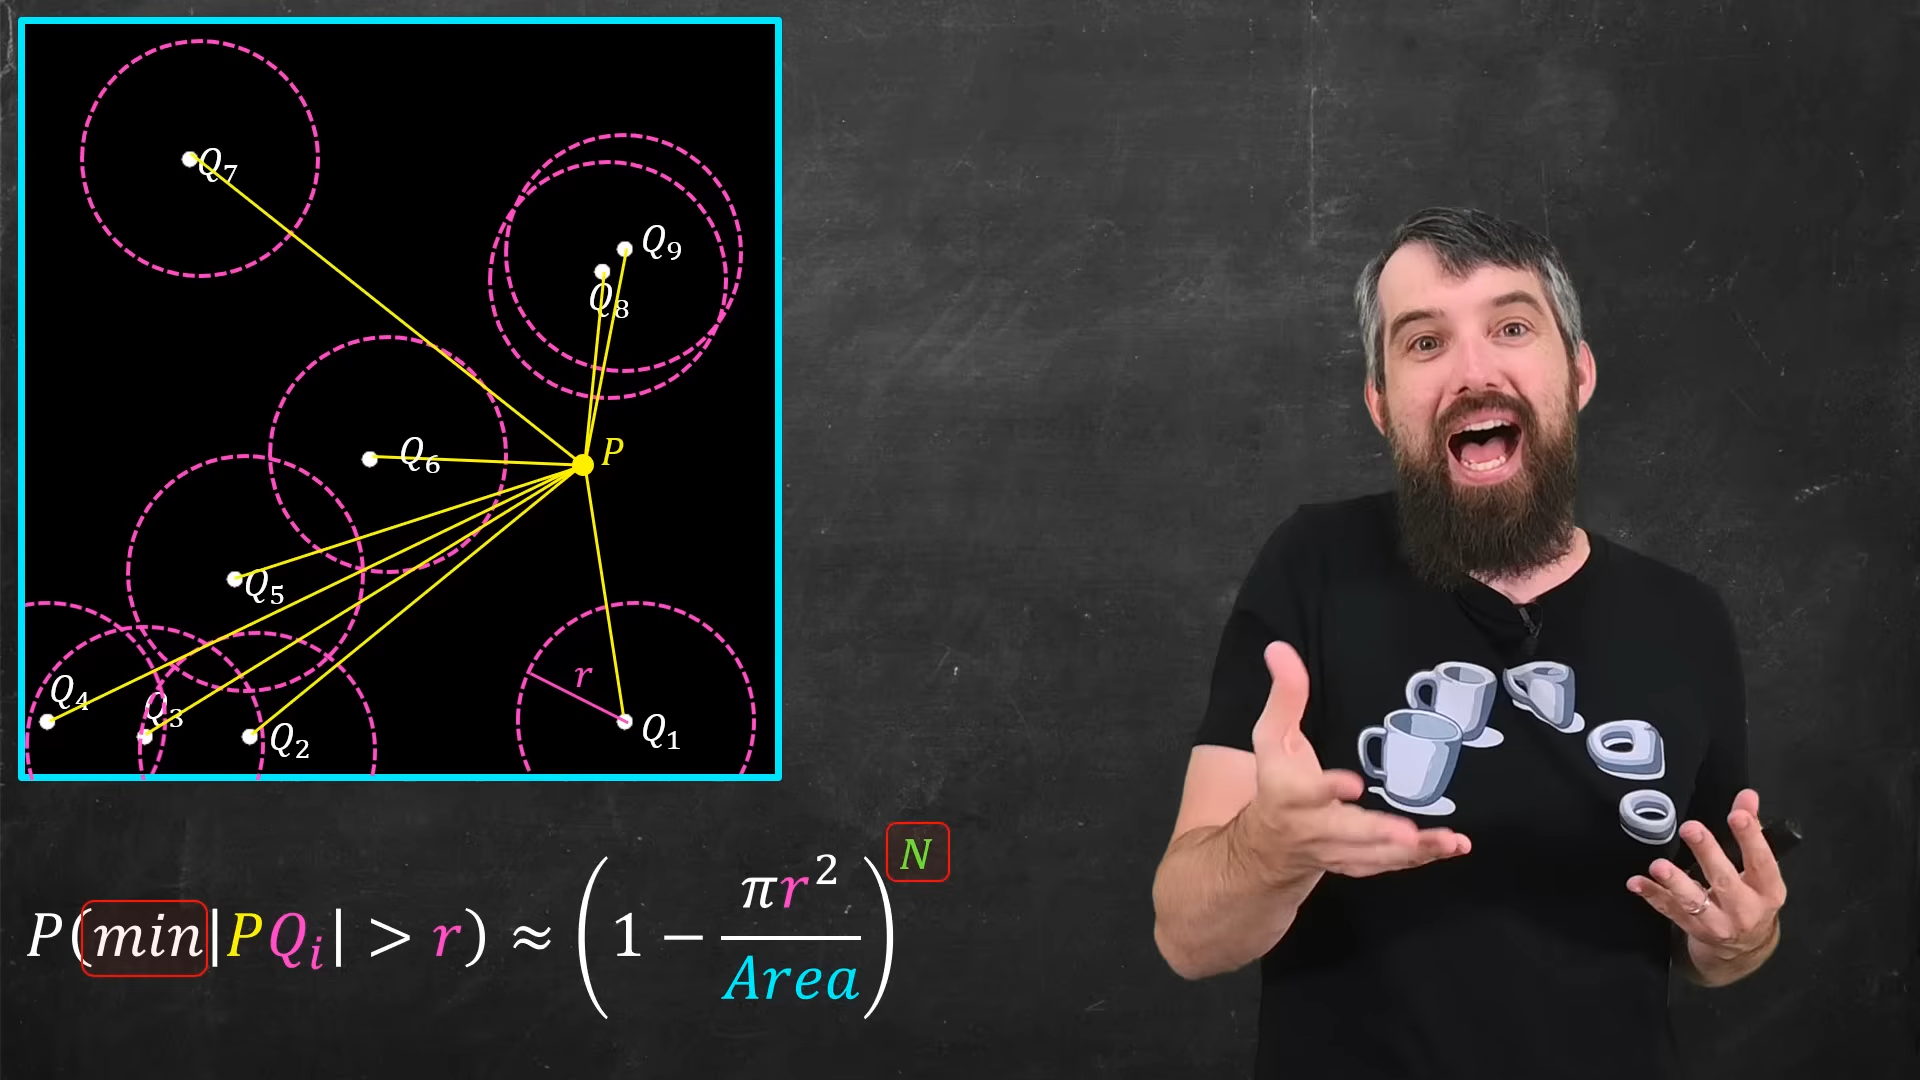 Q₇
Q₉
Q₈
P
Q₆
Q₅
r
Q₄
Q₃
Q₂
Q₁
P(min|PQᵢ| > r) ≈ (1 − πr²/Area)ᴺ